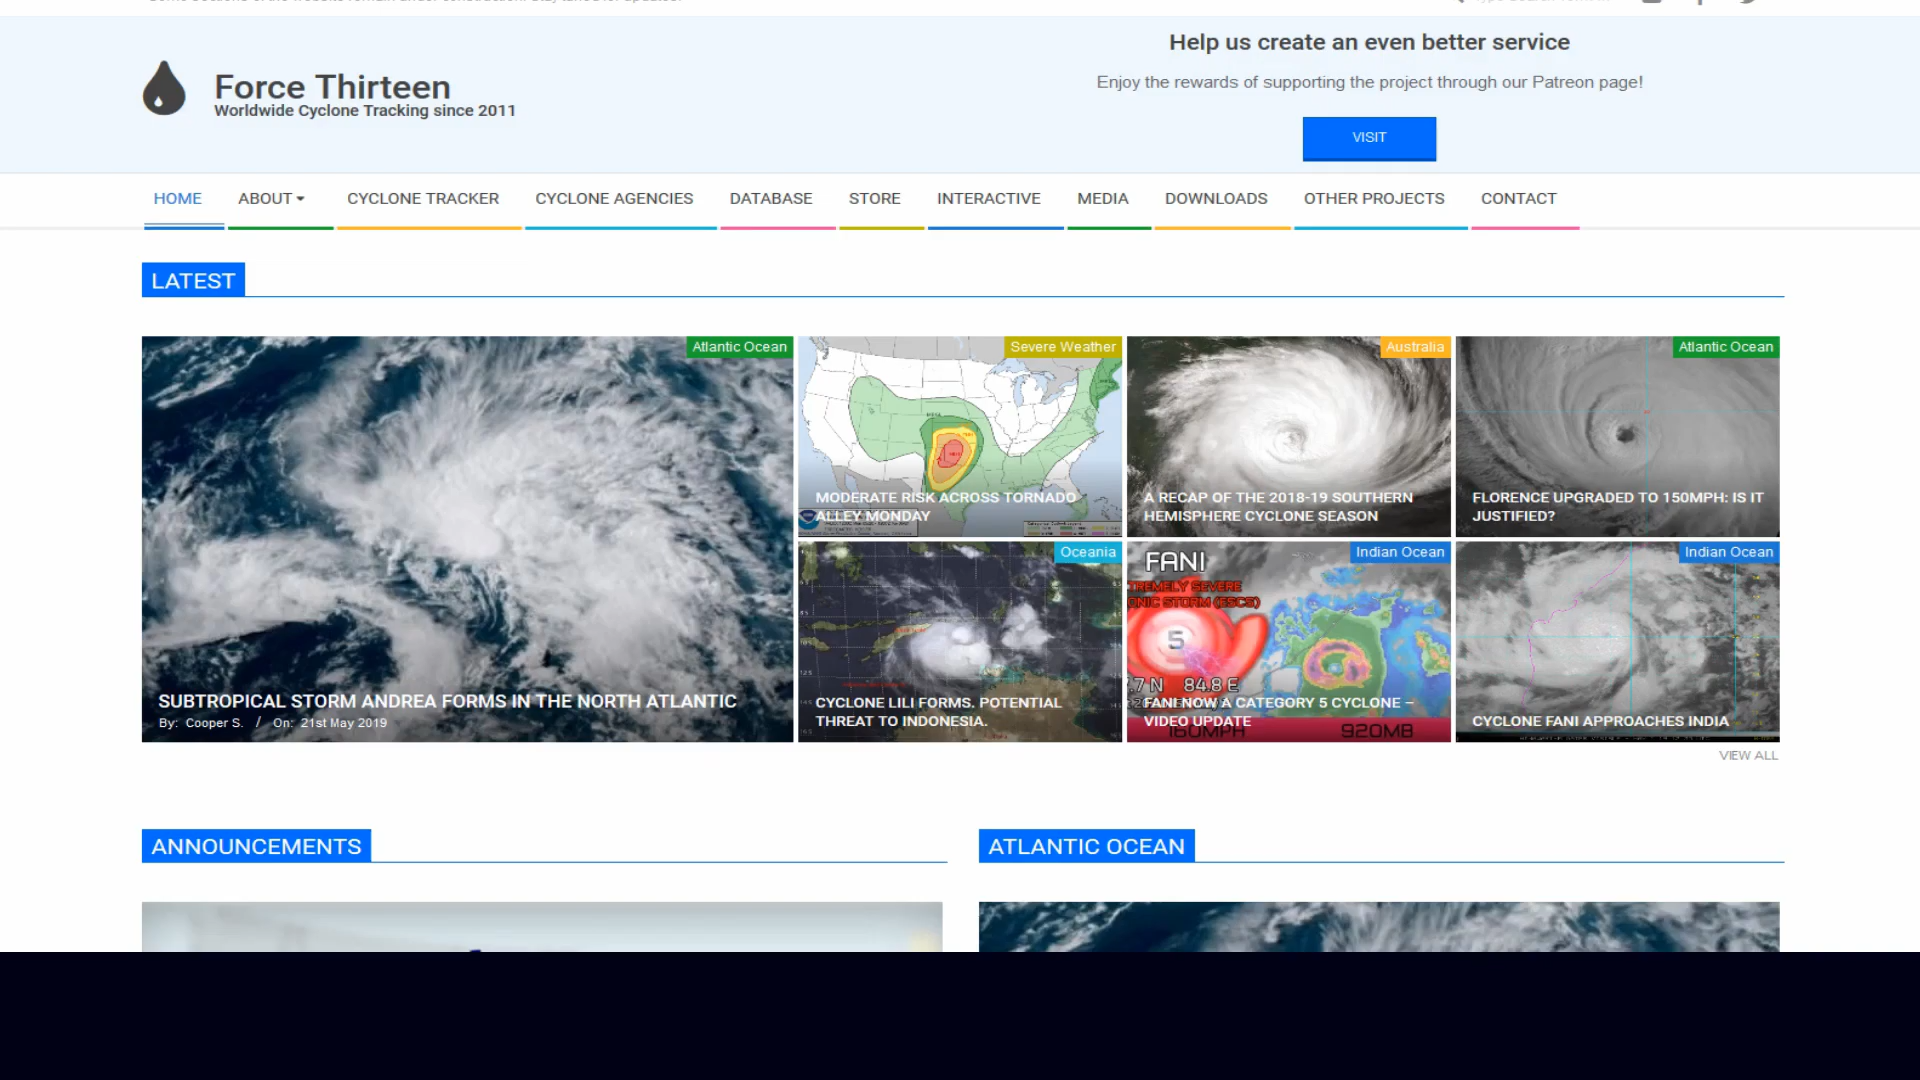 Help us create an even better service
Force Thirteen
Worldwide Cyclone Tracking since 2011
Enjoy the rewards of supporting the project through our Patreon page!
VISIT
HOME ABOUT CYCLONE TRACKER CYCLONE AGENCIES DATABASE STORE INTERACTIVE MEDIA DOWNLOADS OTHER PROJECTS CONTACT
LATEST
Atlantic Ocean
SUBTROPICAL STORM ANDREA FORMS IN THE NORTH ATLANTIC
By: Cooper S. / On: 21st May 2019
Severe Weather
MODERATE RISK ACROSS TORNADO
ALLEY MONDAY
Australia
A RECAP OF THE 2018-19 SOUTHERN
HEMISPHERE CYCLONE SEASON
Atlantic Ocean
FLORENCE UPGRADED TO 150MPH: IS IT
JUSTIFIED?
Oceania
CYCLONE LILI FORMS. POTENTIAL
THREAT TO INDONESIA.
Indian Ocean
FANI
5
84.8 E
FANI NOW A CATEGORY 5 CYCLONE –
VIDEO UPDATE
160MPH 920MB
Indian Ocean
CYCLONE FANI APPROACHES INDIA
VIEW ALL
ANNOUNCEMENTS
ATLANTIC OCEAN